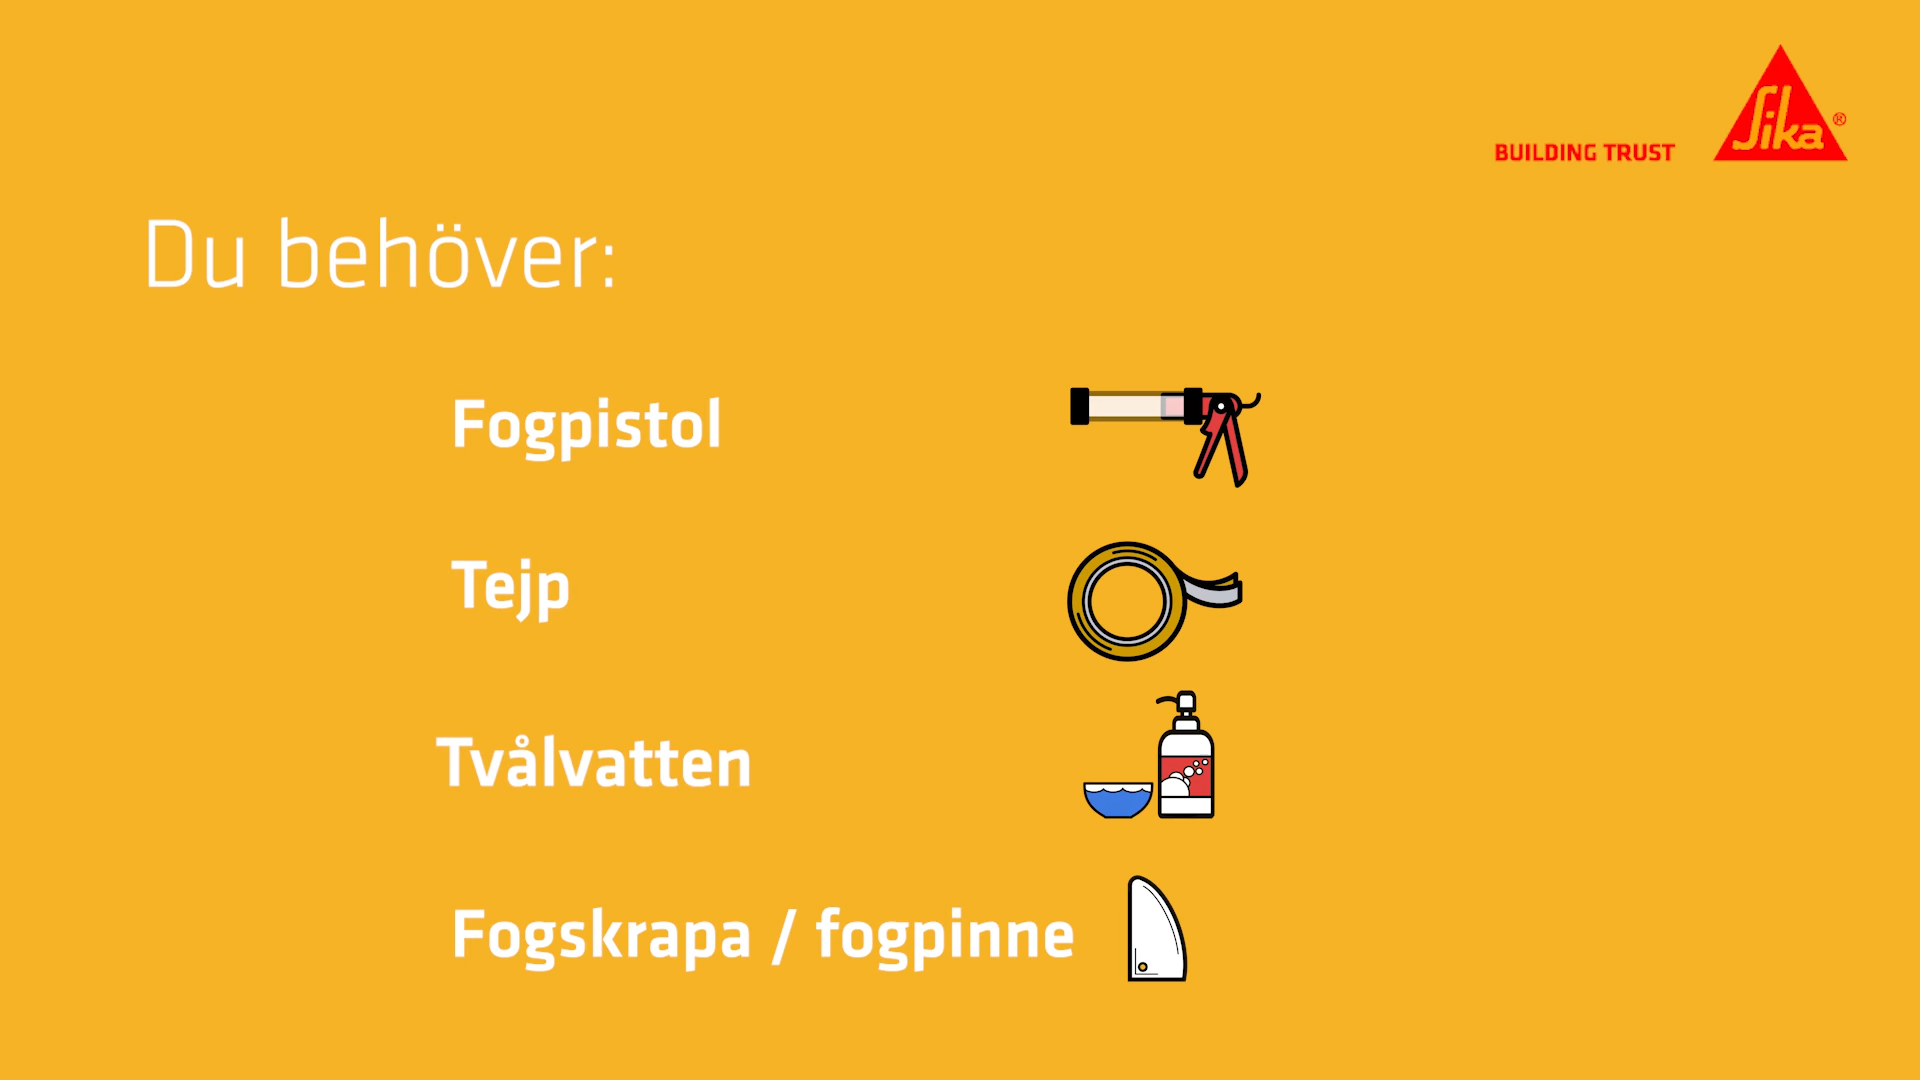 BUILDING TRUST
Sika®
Du behöver:
Fogpistol
Tejp
Tvålvatten
Fogskrapa / fogpinne